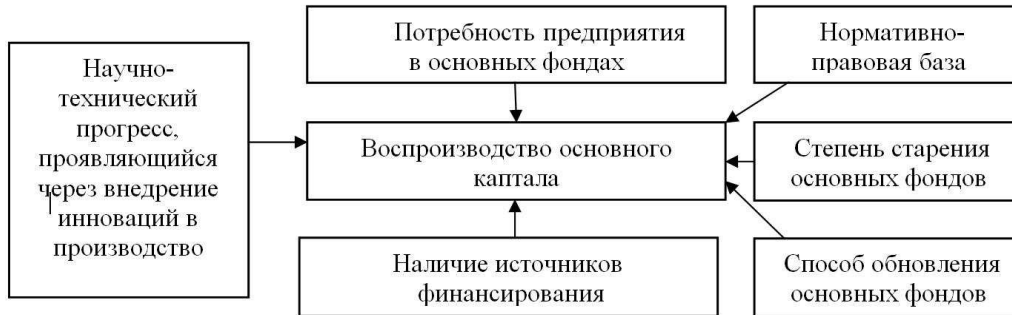 Научно-
технический
прогресс,
проявляющийся
через внедрение
инноваций в
производство
Потребность предприятия
в основных фондах
Нормативно-
правовая база
Воспроизводство основного
каптала
Степень старения
основных фондов
Наличие источников
финансирования
Способ обновления
основных фондов